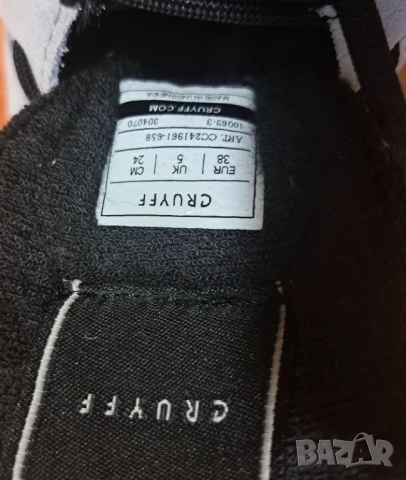 CRUYFF
EUR UK CM
38 5 24
ART. CC241961-658
10063-3 304070
CRUYFF.COM
MADE IN INDONESIA
CRUYFF
BAZAR.bg